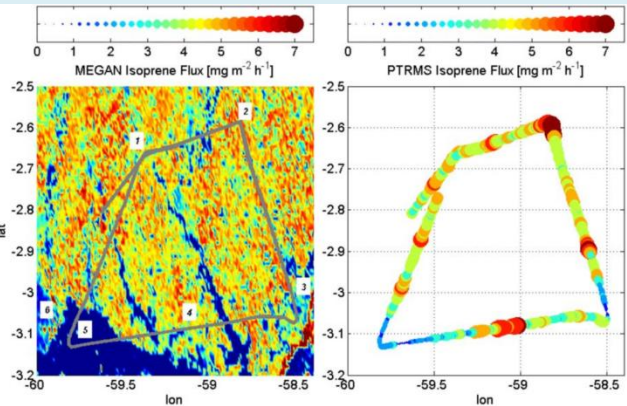 0 1 2 3 4 5 6 7
MEGAN Isoprene Flux [mg m⁻² h⁻¹]
0 1 2 3 4 5 6 7
PTRMS Isoprene Flux [mg m⁻² h⁻¹]
-2.5
-2.6
-2.7
-2.8
-2.9
-3
-3.1
-3.2
lat
1
2
3
4
5
6
-60 -59.5 -59 -58.5
lon
-2.5
-2.6
-2.7
-2.8
-2.9
-3
-3.1
-3.2
-60 -59.5 -59 -58.5
lon